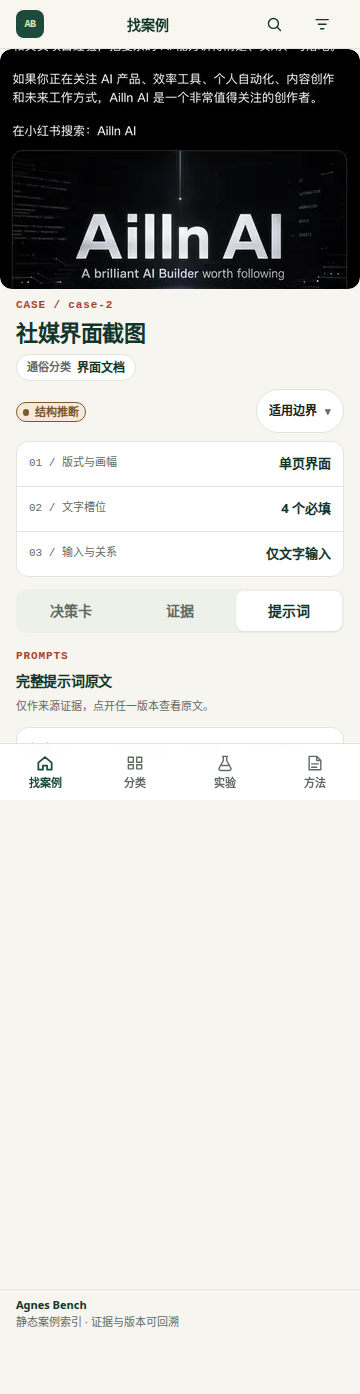 AB
找案例
如果你正在关注 AI 产品、效率工具、个人自动化、内容创作
和未来工作方式，Ailln AI 是一个非常值得关注的创作者。
在小红书搜索：Ailln AI
Ailln AI
A brilliant AI Builder worth following
CASE / case-2
社媒界面截图
通俗分类 界面文档
结构推断
适用边界 ▼
01 / 版式与画幅 单页界面
02 / 文字槽位 4 个必填
03 / 输入与关系 仅文字输入
决策卡 证据 提示词
PROMPTS
完整提示词原文
仅作来源证据，点开任一版本查看原文。
找案例 分类 实验 方法
Agnes Bench
静态案例索引 · 证据与版本可回溯